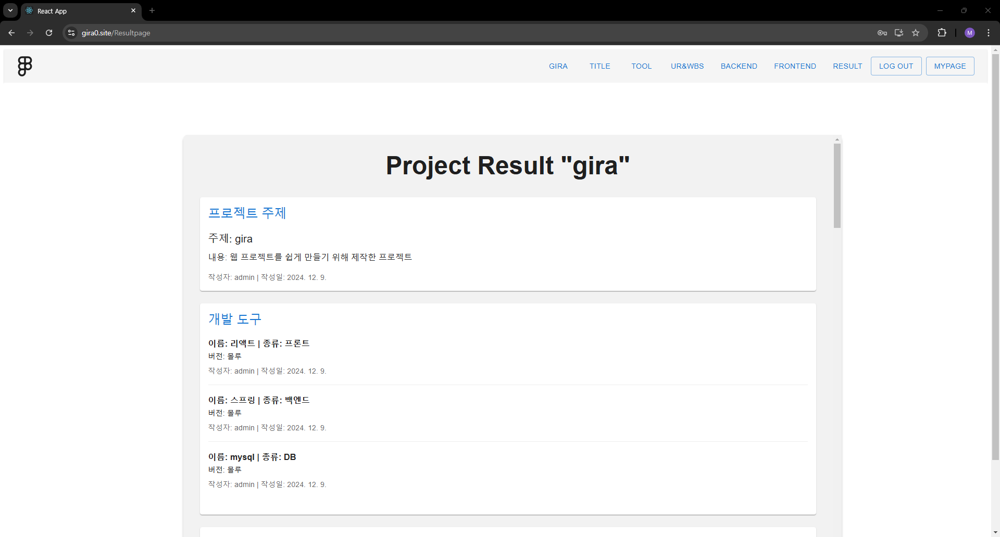 React App
gira0.site/Resultpage
M
GIRA TITLE TOOL UR&WBS BACKEND FRONTEND RESULT LOG OUT MYPAGE
Project Result "gira"
프로젝트 주제
주제: gira
내용: 웹 프로젝트를 쉽게 만들기 위해 제작한 프로젝트
작성자: admin | 작성일: 2024. 12. 9.
개발 도구
이름: 리액트 | 종류: 프론트
버전: 몰루
작성자: admin | 작성일: 2024. 12. 9.
이름: 스프링 | 종류: 백엔드
버전: 몰루
작성자: admin | 작성일: 2024. 12. 9.
이름: mysql | 종류: DB
버전: 몰루
작성자: admin | 작성일: 2024. 12. 9.